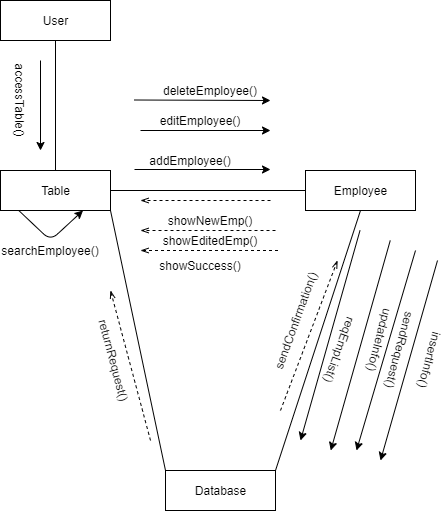 User
accessTable()
deleteEmployee()
editEmployee()
addEmployee()
Table
Employee
showNewEmp()
searchEmployee()
showEditedEmp()
showSuccess()
returnRequest()
sendConfirmation()
reqEmpList()
updateInfo()
sendRequest()
insertInfo()
Database